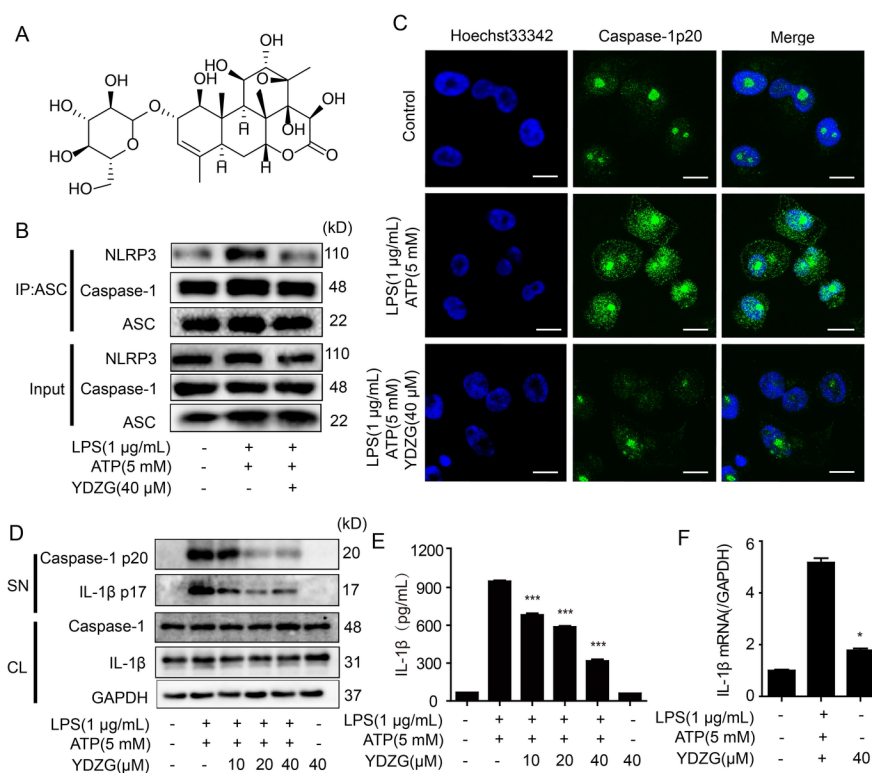 A
OH
OH
OH
HO
OH
OH
O
O
OH
HO
O
H
H
OH
O
O
HO
H
B
(kD)
IP:ASC
NLRP3 110
Caspase-1 48
ASC 22
Input
NLRP3 110
Caspase-1 48
ASC 22
LPS(1 µg/mL) - + +
ATP(5 mM) - + +
YDZG(40 µM) - - +
C
Hoechst33342 Caspase-1p20 Merge
Control
LPS(1 µg/mL)
ATP(5 mM)
LPS(1 µg/mL)
ATP(5 mM)
YDZG(40 µM)
D
(kD)
SN
Caspase-1 p20 20
IL-1β p17 17
CL
Caspase-1 48
IL-1β 31
GAPDH 37
LPS(1 µg/mL) - + + + + -
ATP(5 mM) - + + + + -
YDZG(µM) - - 10 20 40 40
E
IL-1β (pg/mL)
1200
900
600
300
0
***
***
***
LPS(1 µg/mL) - + + + + -
ATP(5 mM) - + + + + -
YDZG(µM) - - 10 20 40 40
F
IL-1β mRNA(/GAPDH)
6
4
2
0
*
LPS(1 µg/mL) - + -
ATP(5 mM) - + -
YDZG(µM) - + 40